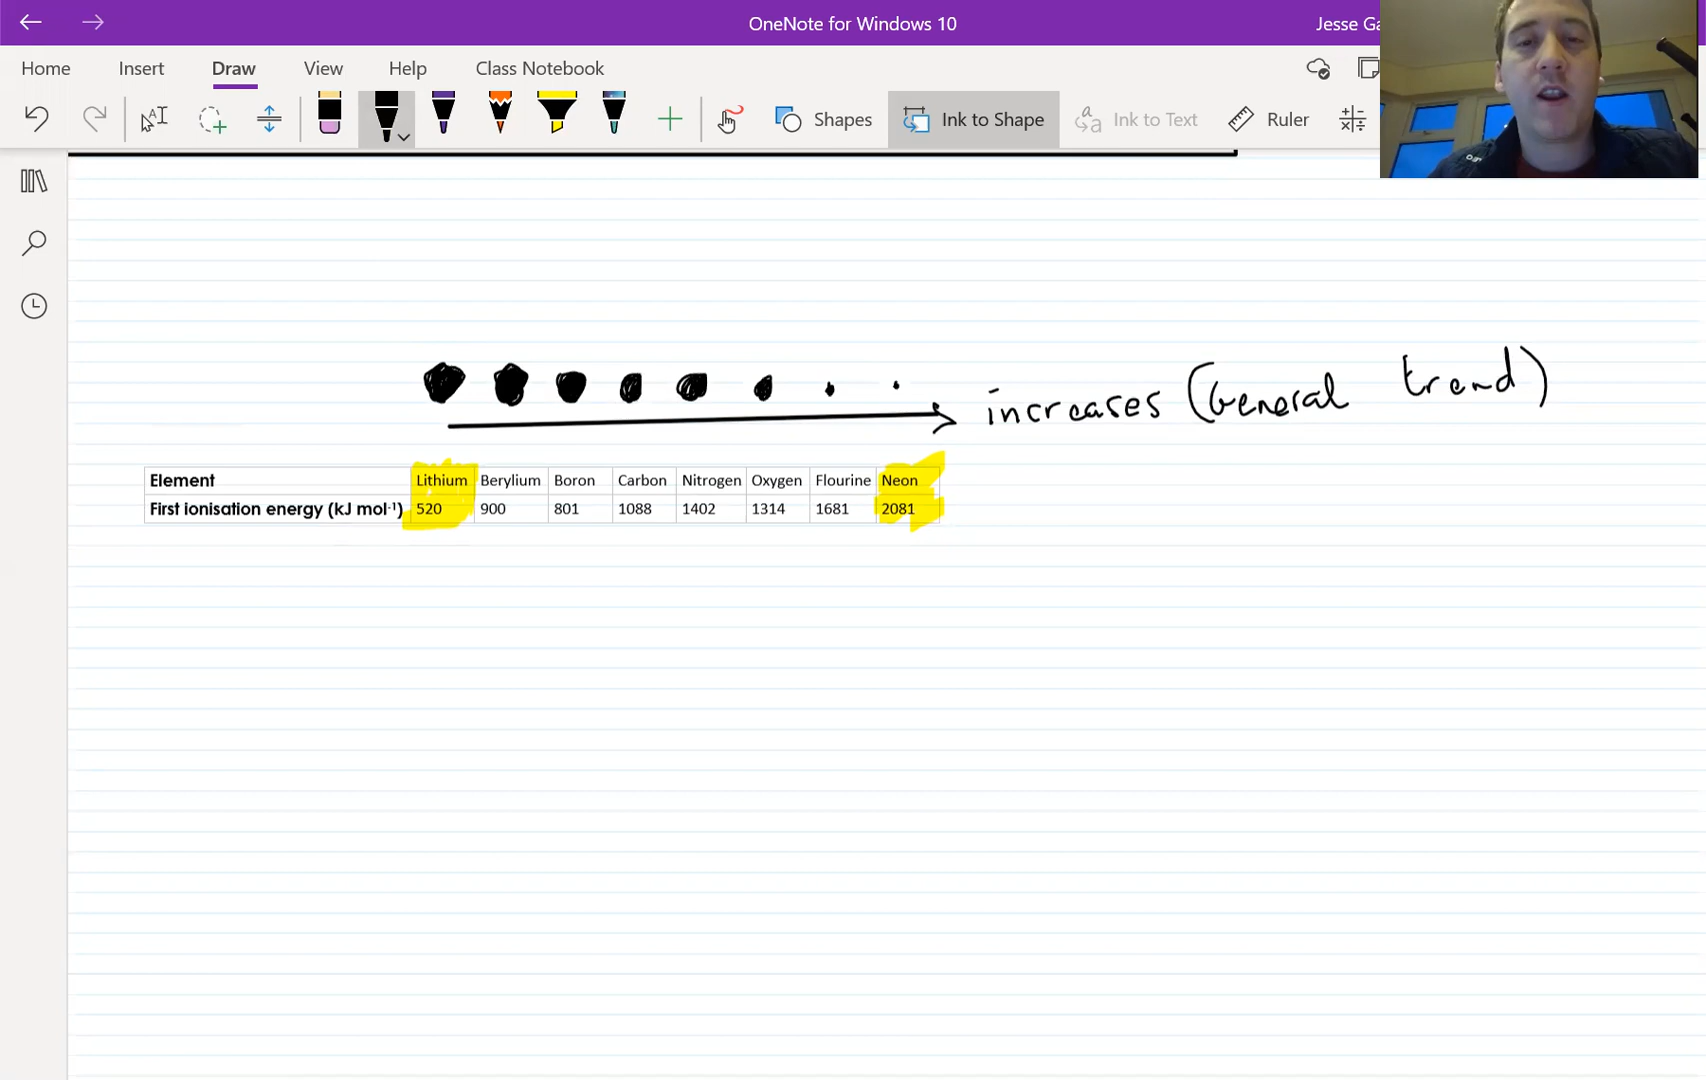 OneNote for Windows 10
Jesse Ga
Home Insert Draw View Help Class Notebook
Shapes Ink to Shape Ink to Text Ruler
increases (General trend)
Element Lithium Berylium Boron Carbon Nitrogen Oxygen Flourine Neon
First ionisation energy (kJ mol-1) 520 900 801 1088 1402 1314 1681 2081